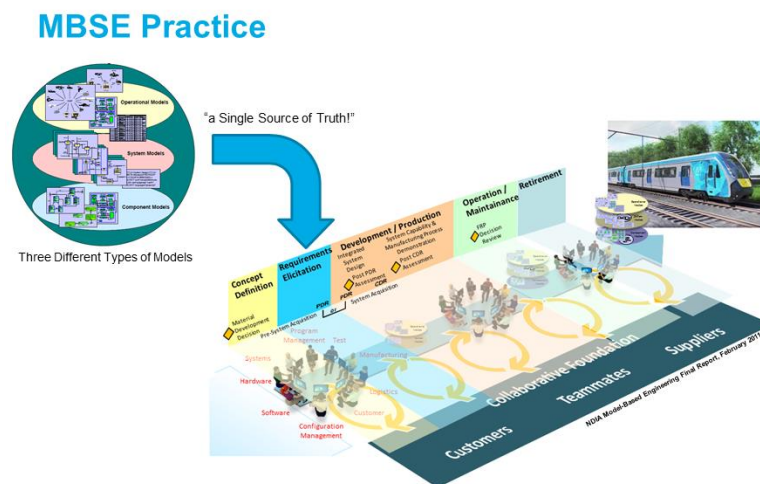 MBSE Practice
Operational Models
System Models
Component Models
Three Different Types of Models
"a Single Source of Truth!"
Concept
Definition
Material
Development
Decision
Requirements
Elicitation
Pre-System Acquisition
Development / Production
Integrated
System
Design
Post PDR
Assessment
System Capability &
Manufacturing Process
Demonstration
Post CDR
Assessment
PDR
or
PDR
CDR
System Acquisition
Operation /
Maintainance
FRP
Decision
Review
Retirement
Program
Management
Test
Systems
Manufacturing
Hardware
Logistics
Software
Customer
Configuration
Management
Collaborative Foundation
Customers
Teammates
Suppliers
NDIA Model-Based Engineering Final Report, February 2011